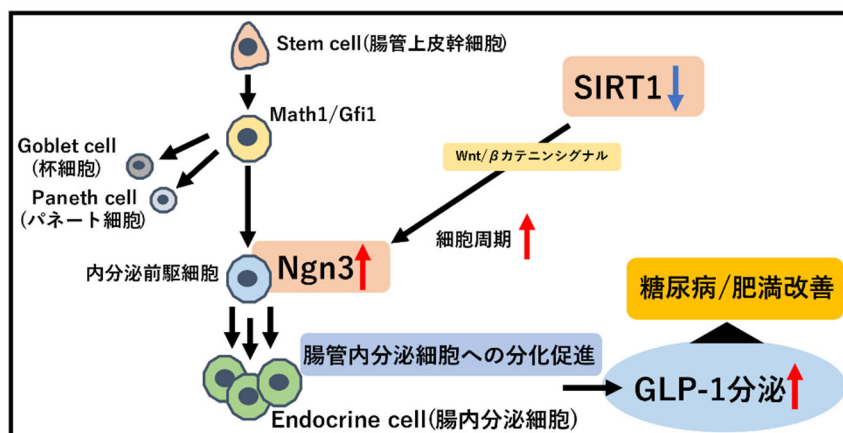 Stem cell(腸管上皮幹細胞)
SIRT1
Math1/Gfi1
Goblet cell
(杯細胞)
Wnt/βカテニンシグナル
Paneth cell
(パネート細胞)
細胞周期
内分泌前駆細胞
Ngn3
糖尿病/肥満改善
腸管内分泌細胞への分化促進
GLP-1分泌
Endocrine cell(腸内分泌細胞)